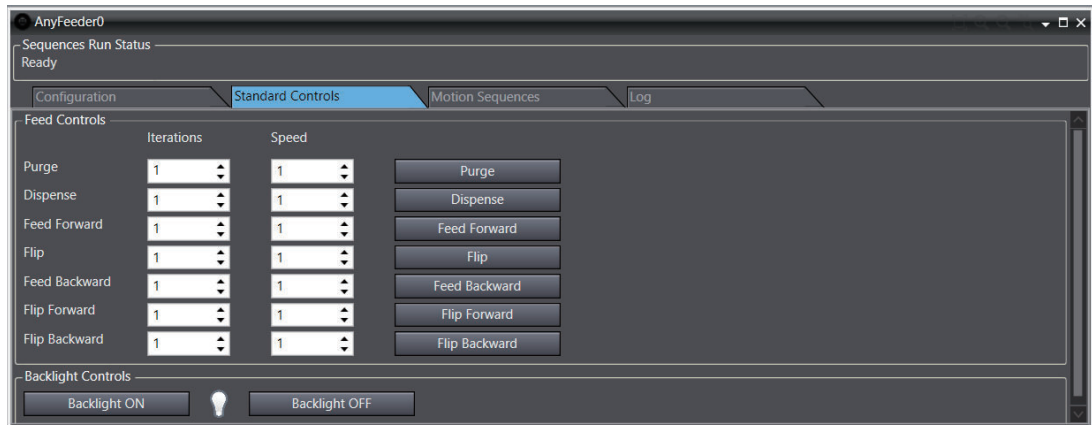 AnyFeeder0
Sequences Run Status
Ready
Configuration Standard Controls Motion Sequences Log
Feed Controls
Iterations Speed
Purge 1 1 Purge
Dispense 1 1 Dispense
Feed Forward 1 1 Feed Forward
Flip 1 1 Flip
Feed Backward 1 1 Feed Backward
Flip Forward 1 1 Flip Forward
Flip Backward 1 1 Flip Backward
Backlight Controls
Backlight ON Backlight OFF